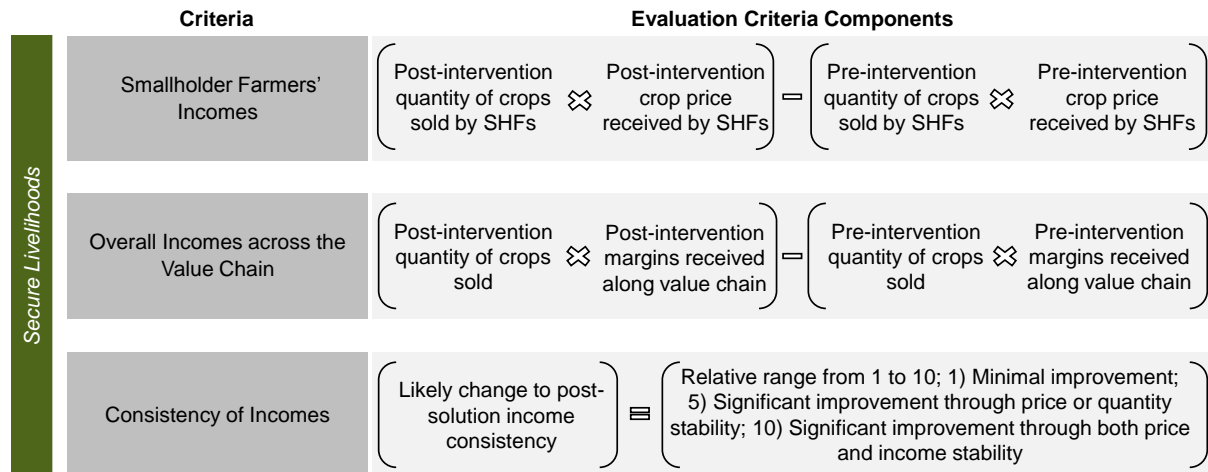 Criteria
Evaluation Criteria Components
Secure Livelihoods
Smallholder Farmers'
Incomes
Post-intervention
quantity of crops
sold by SHFs
Post-intervention
crop price
received by SHFs
Pre-intervention
quantity of crops
sold by SHFs
Pre-intervention
crop price
received by SHFs
Overall Incomes across the
Value Chain
Post-intervention
quantity of crops
sold
Post-intervention
margins received
along value chain
Pre-intervention
quantity of crops
sold
Pre-intervention
margins received
along value chain
Consistency of Incomes
Likely change to post-
solution income
consistency
Relative range from 1 to 10; 1) Minimal improvement;
5) Significant improvement through price or quantity
stability; 10) Significant improvement through both price
and income stability